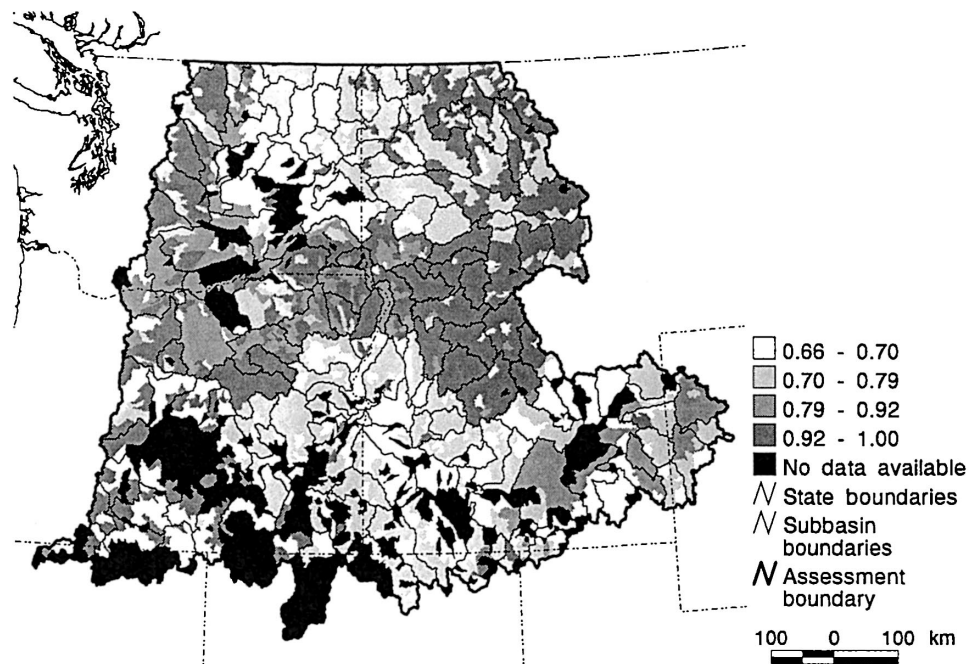 0.66 - 0.70
0.70 - 0.79
0.79 - 0.92
0.92 - 1.00
No data available
State boundaries
Subbasin
boundaries
Assessment
boundary
100 0 100 km